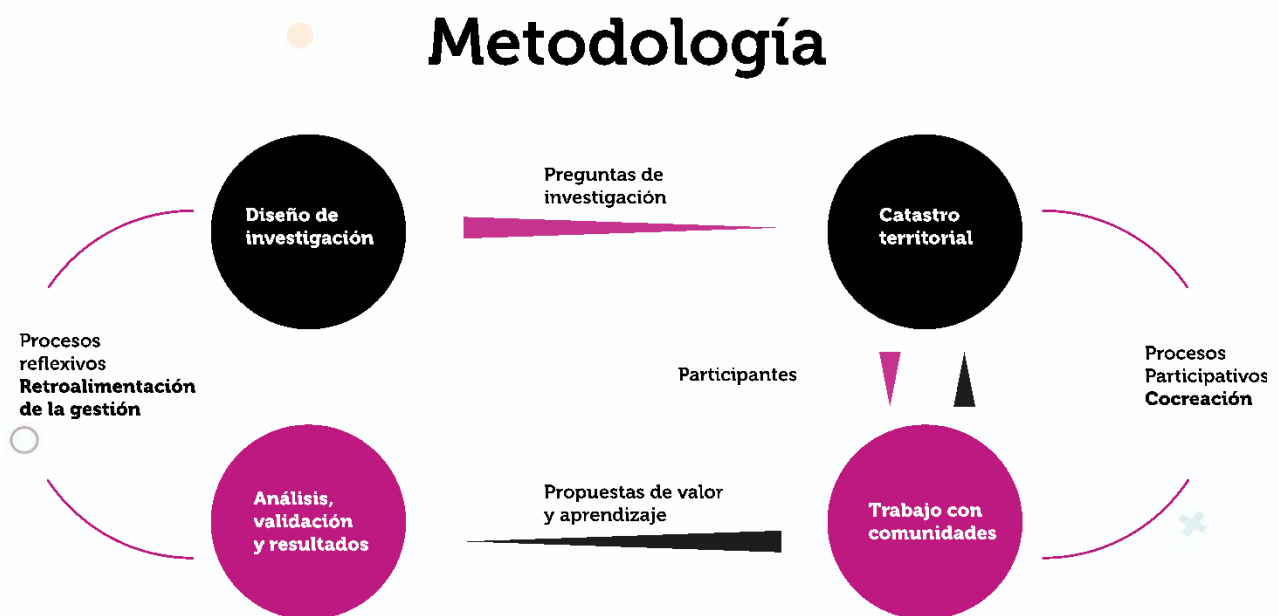 Metodología
Diseño de
investigación
Preguntas de
investigación
Catastro
territorial
Procesos
reflexivos
Retroalimentación
de la gestión
Participantes
Procesos
Participativos
Cocreación
Análisis,
validación
y resultados
Propuestas de valor
y aprendizaje
Trabajo con
comunidades